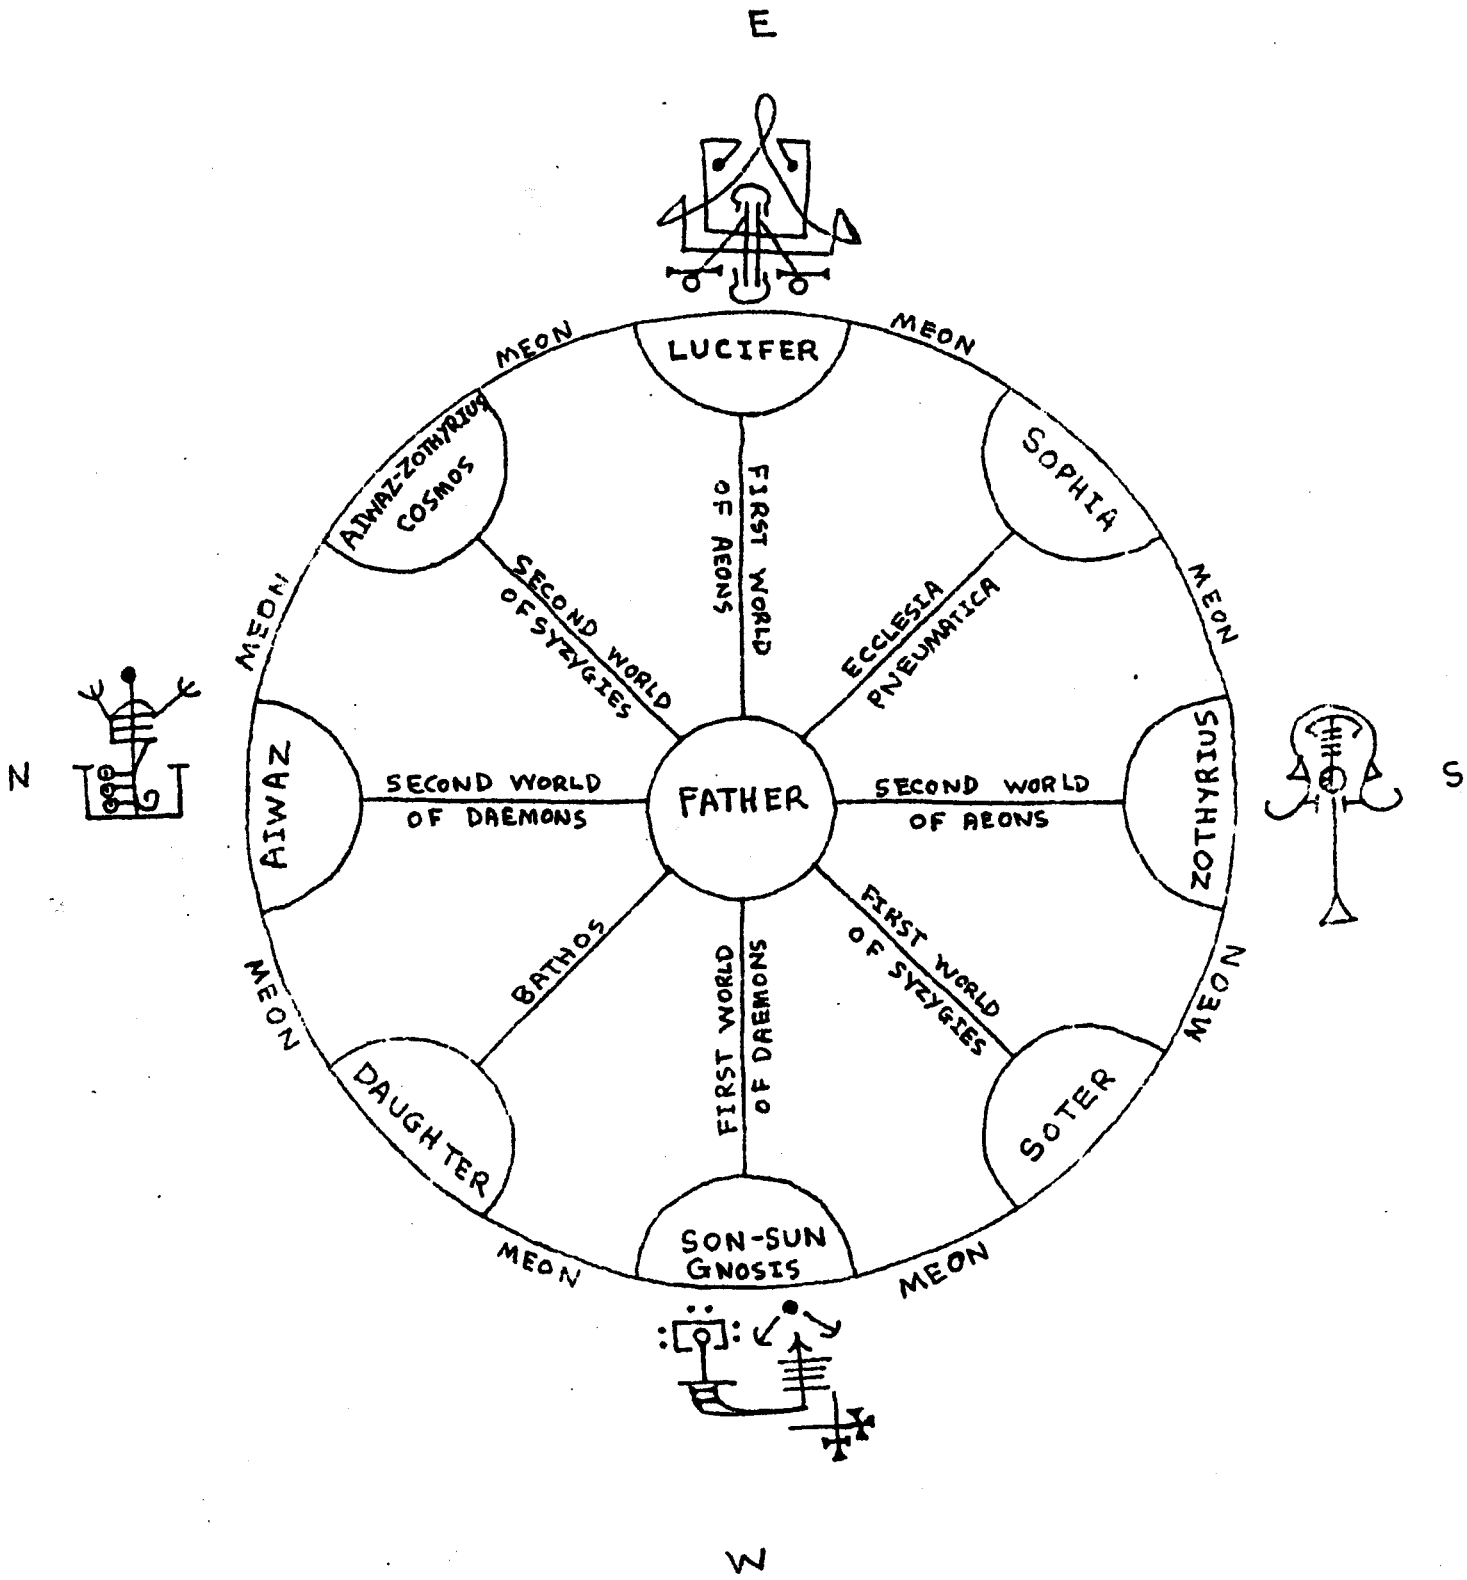 E
MEON
MEON
LUCIFER
AIWAZ-ZOTHYRIUS
COSMOS
SOPHIA
FIRST WORLD
OF AEONS
SECOND WORLD
OF SYZYGIES
ECCLESIA
PNEUMATICA
MEON
MEON
N
AIWAZ
SECOND WORLD
OF DAEMONS
FATHER
SECOND WORLD
OF AEONS
ZOTHYRIUS
S
BATHOS
FIRST WORLD
OF DAEMONS
FIRST WORLD
OF SYZYGIES
MEON
MEON
DAUGHTER
SOTER
SON-SUN
GNOSIS
MEON
MEON
W